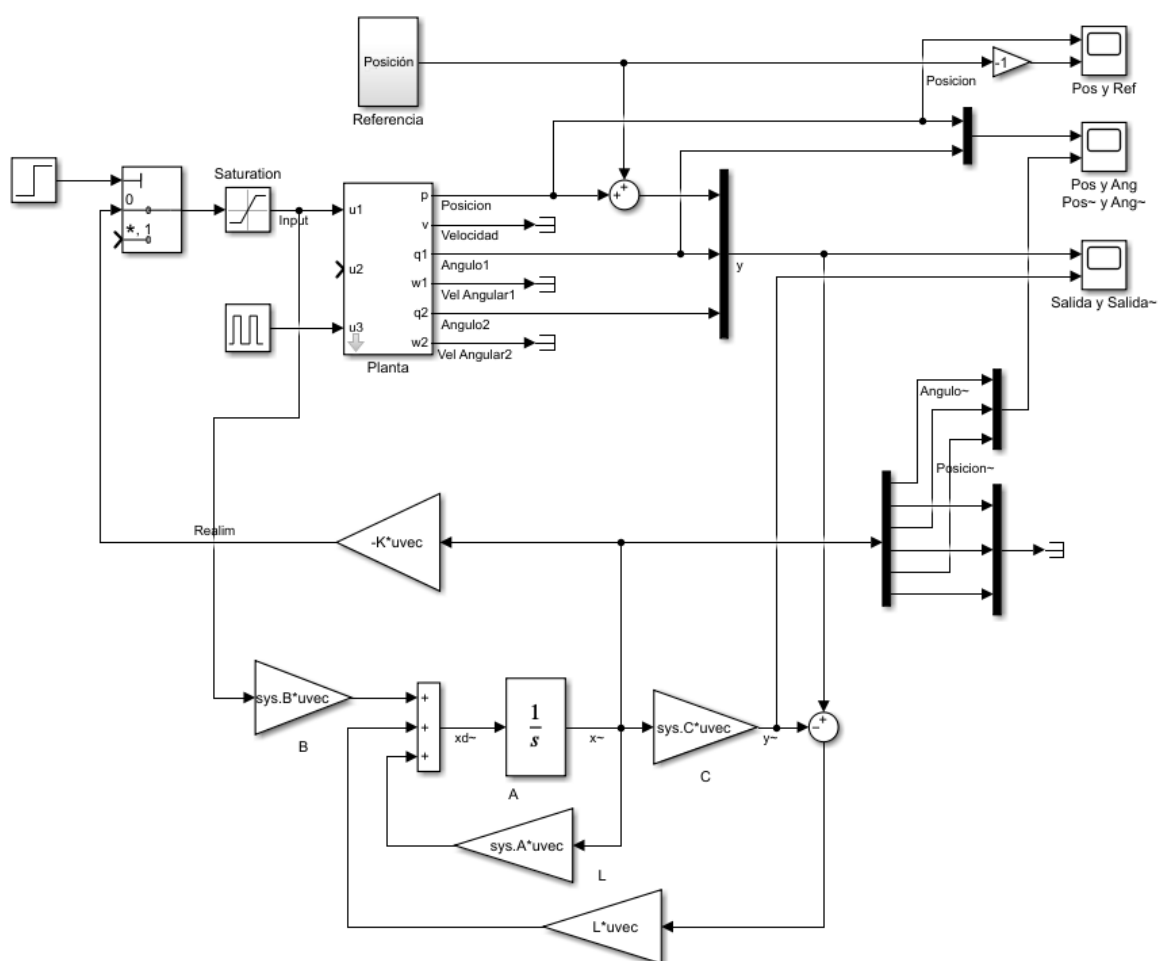 Posición
Referencia
-1
Posicion
Pos y Ref
Pos y Ang
Pos~ y Ang~
Salida y Salida~
0
*, 1
Saturation
Input
u1
u2
u3
p
v
q1
w1
q2
w2
Planta
Posicion
Velocidad
Angulo1
Vel Angular1
Angulo2
Vel Angular2
+
+
y
Angulo~
Posicion~
Realim
-K*uvec
sys.B*uvec
B
+
+
+
xd~
1
s
x~
A
sys.C*uvec
C
y~
+
−
sys.A*uvec
L
L*uvec